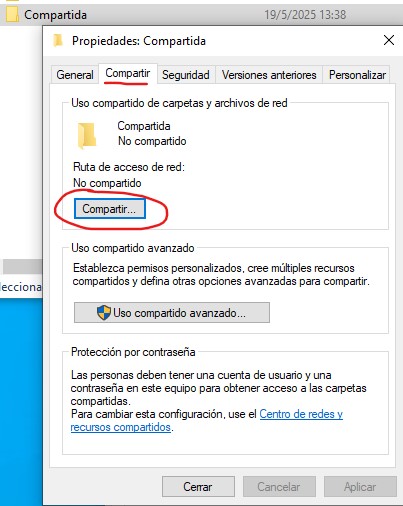 Compartida 19/5/2025 13:38
Propiedades: Compartida
General Compartir Seguridad Versiones anteriores Personalizar
Uso compartido de carpetas y archivos de red
Compartida
No compartido
Ruta de acceso de red:
No compartido
Compartir...
Uso compartido avanzado
Establezca permisos personalizados, cree múltiples recursos
compartidos y defina otras opciones avanzadas para compartir.
Uso compartido avanzado...
Protección por contraseña
Las personas deben tener una cuenta de usuario y una
contraseña en este equipo para obtener acceso a las carpetas
compartidas.
Para cambiar esta configuración, use el Centro de redes y
recursos compartidos.
Cerrar Cancelar Aplicar